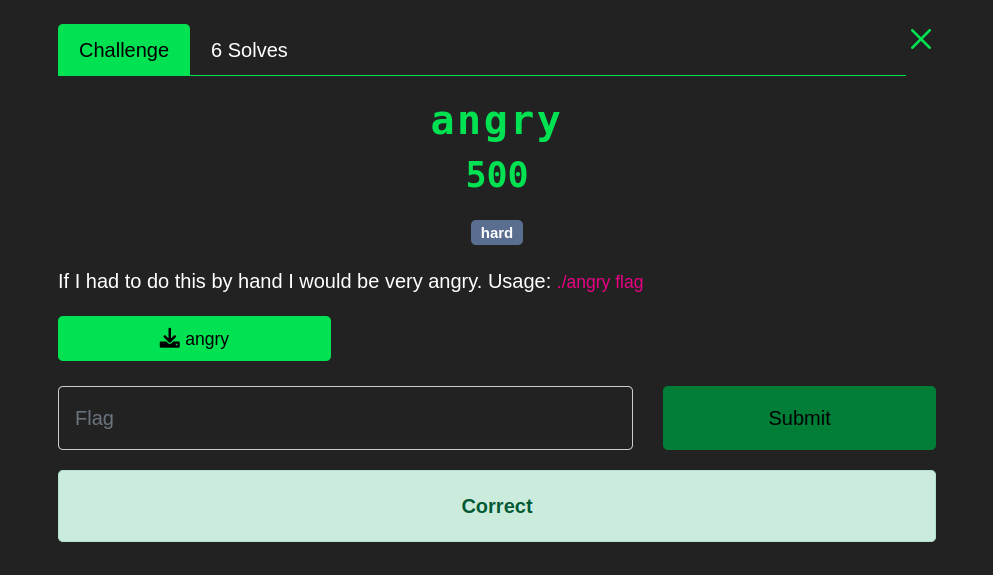 Challenge 6 Solves
angry
500
hard
If I had to do this by hand I would be very angry. Usage: ./angry flag
angry
Flag Submit
Correct